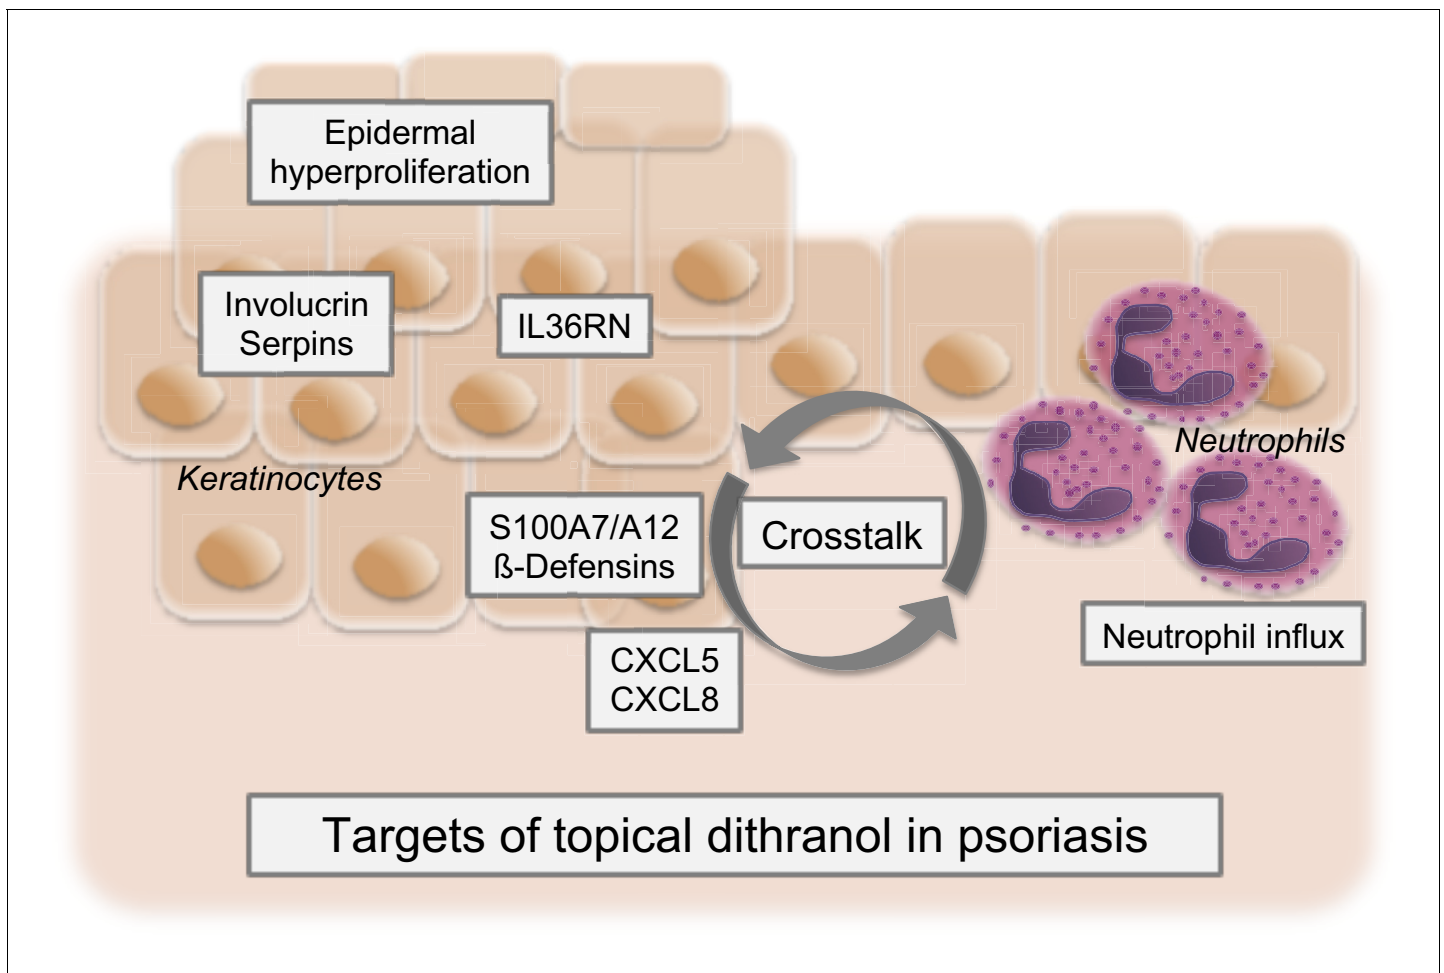 Epidermal
hyperproliferation
Involucrin
Serpins
IL36RN
Keratinocytes
Neutrophils
S100A7/A12
ß-Defensins
Crosstalk
CXCL5
CXCL8
Neutrophil influx
Targets of topical dithranol in psoriasis